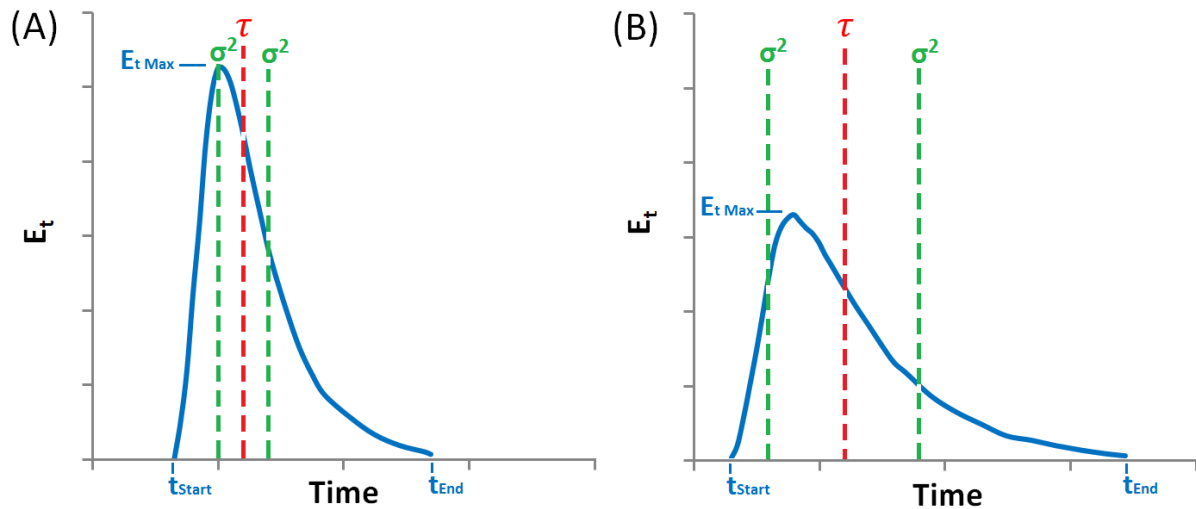 (A)
τ
σ²
σ²
Eₜ Max
Eₜ
tStart
Time
tEnd
(B)
τ
σ²
σ²
Eₜ Max
Eₜ
tStart
Time
tEnd